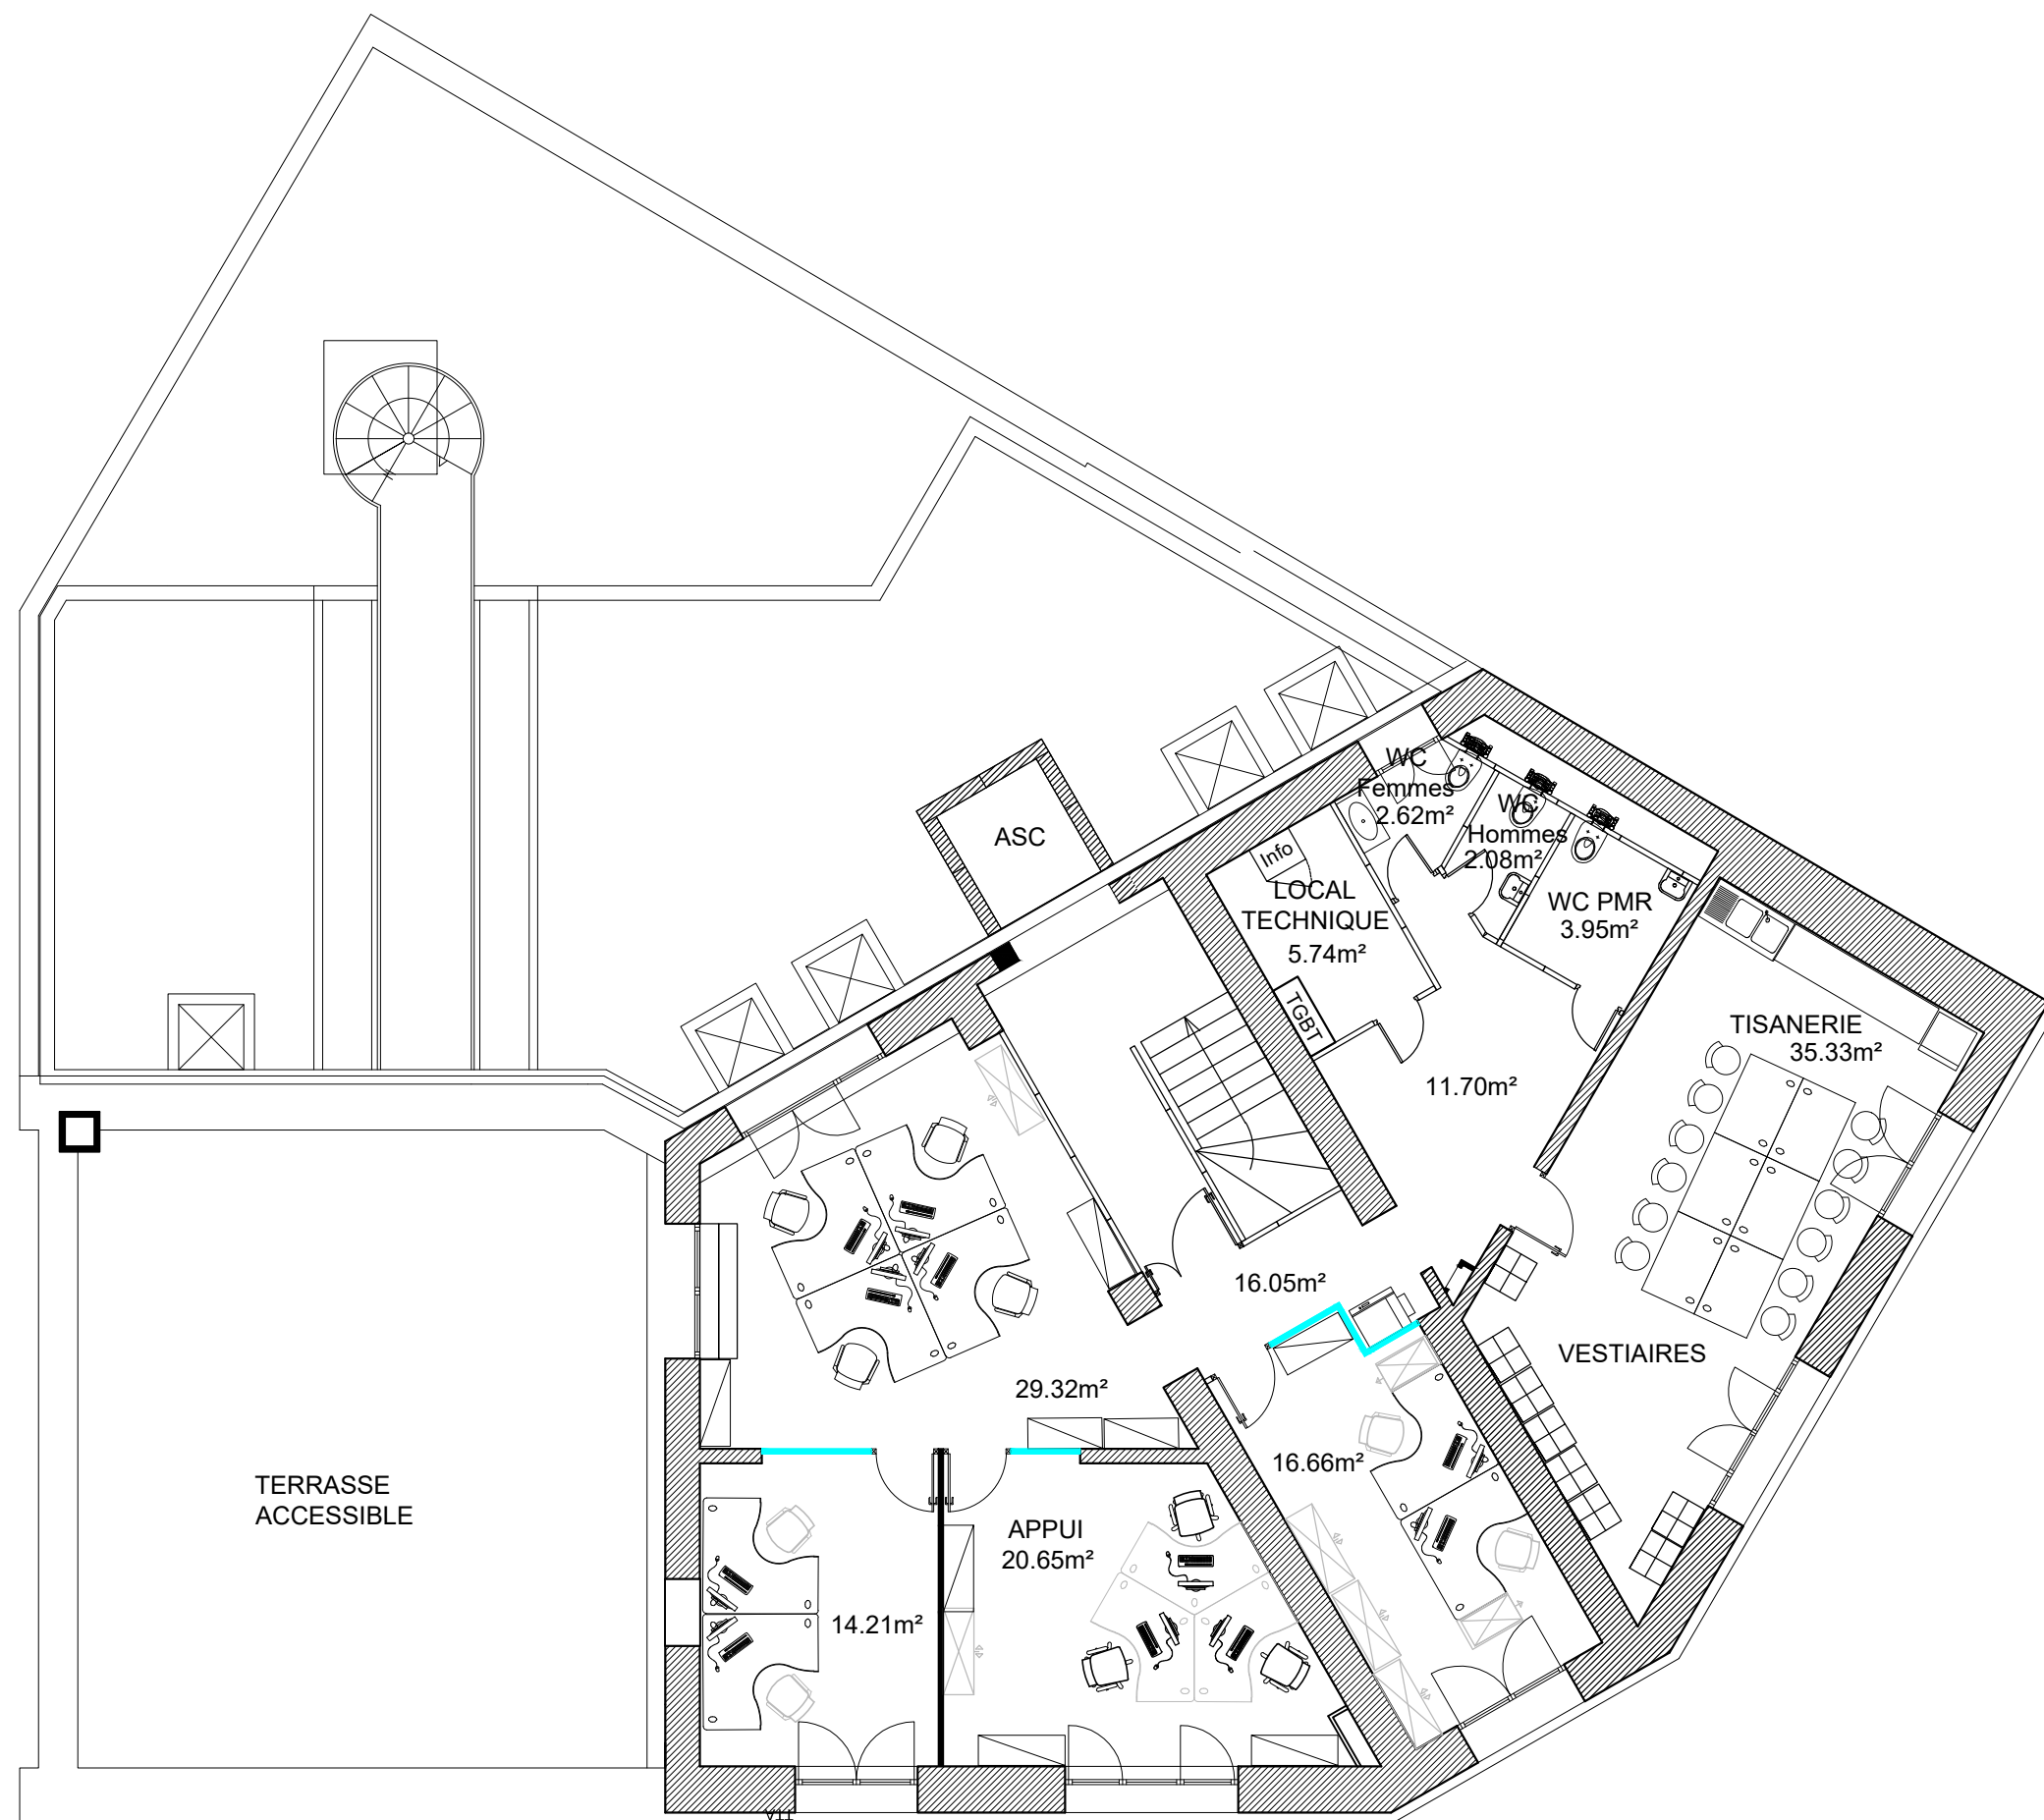 WC
Femmes
2.62m²
WC
Hommes
2.08m²
ASC
Info
LOCAL
TECHNIQUE
5.74m²
WC PMR
3.95m²
TGBT
TISANERIE
35.33m²
11.70m²
16.05m²
VESTIAIRES
29.32m²
16.66m²
TERRASSE
ACCESSIBLE
APPUI
20.65m²
14.21m²